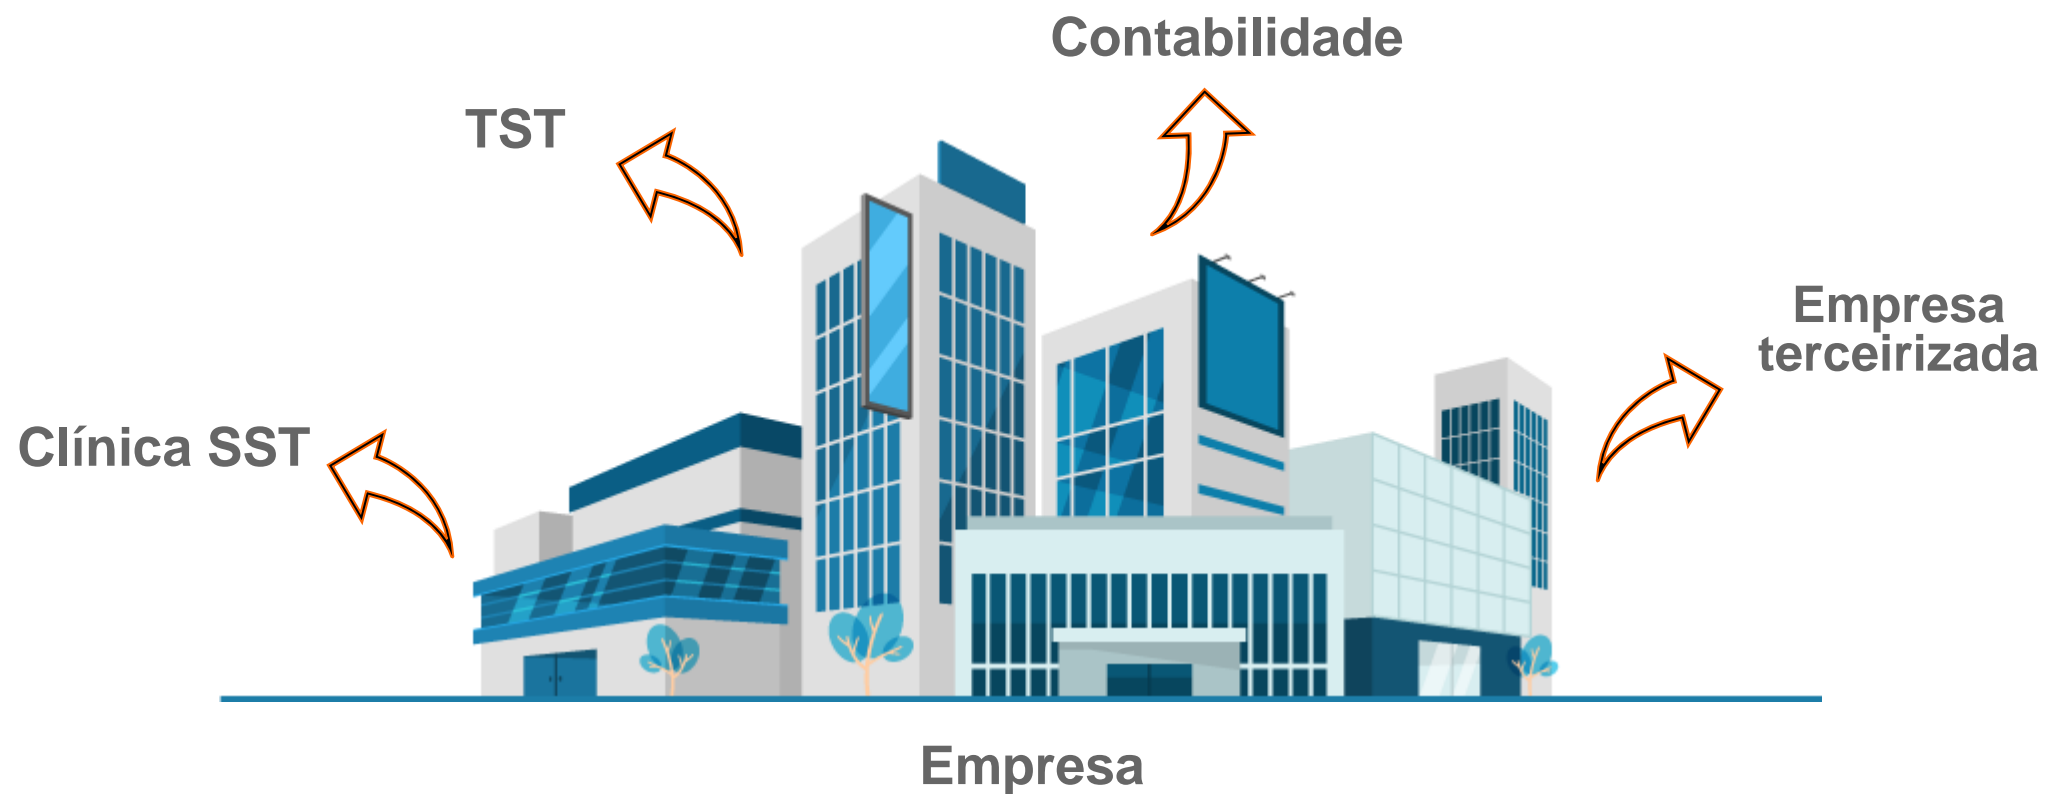 Contabilidade
TST
Empresa
terceirizada
Clínica SST
Empresa